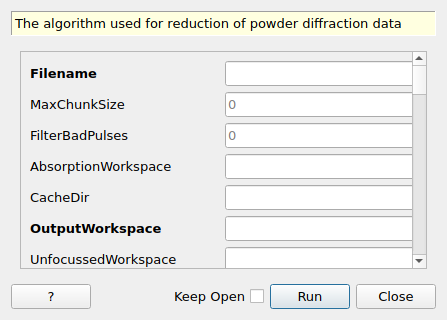 The algorithm used for reduction of powder diffraction data
Filename
MaxChunkSize 0
FilterBadPulses 0
AbsorptionWorkspace
CacheDir
OutputWorkspace
UnfocussedWorkspace
? Keep Open Run Close